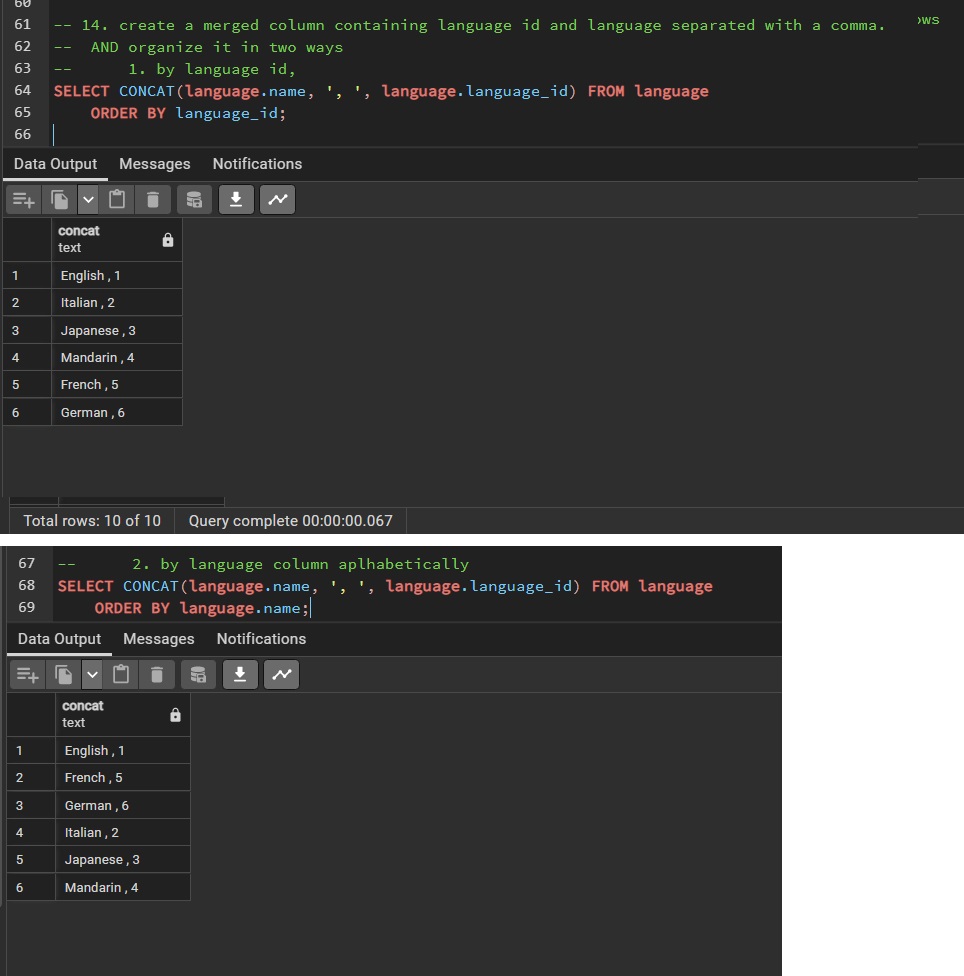 60
61 -- 14. create a merged column containing language id and language separated with a comma. ows
62 --  AND organize it in two ways
63 --      1. by language id,
64 SELECT CONCAT(language.name, ', ', language.language_id) FROM language
65     ORDER BY language_id;
66
Data Output Messages Notifications
concat
text
1 English , 1
2 Italian , 2
3 Japanese , 3
4 Mandarin , 4
5 French , 5
6 German , 6
Total rows: 10 of 10 Query complete 00:00:00.067
67 --      2. by language column aplhabetically
68 SELECT CONCAT(language.name, ', ', language.language_id) FROM language
69     ORDER BY language.name;
Data Output Messages Notifications
concat
text
1 English , 1
2 French , 5
3 German , 6
4 Italian , 2
5 Japanese , 3
6 Mandarin , 4